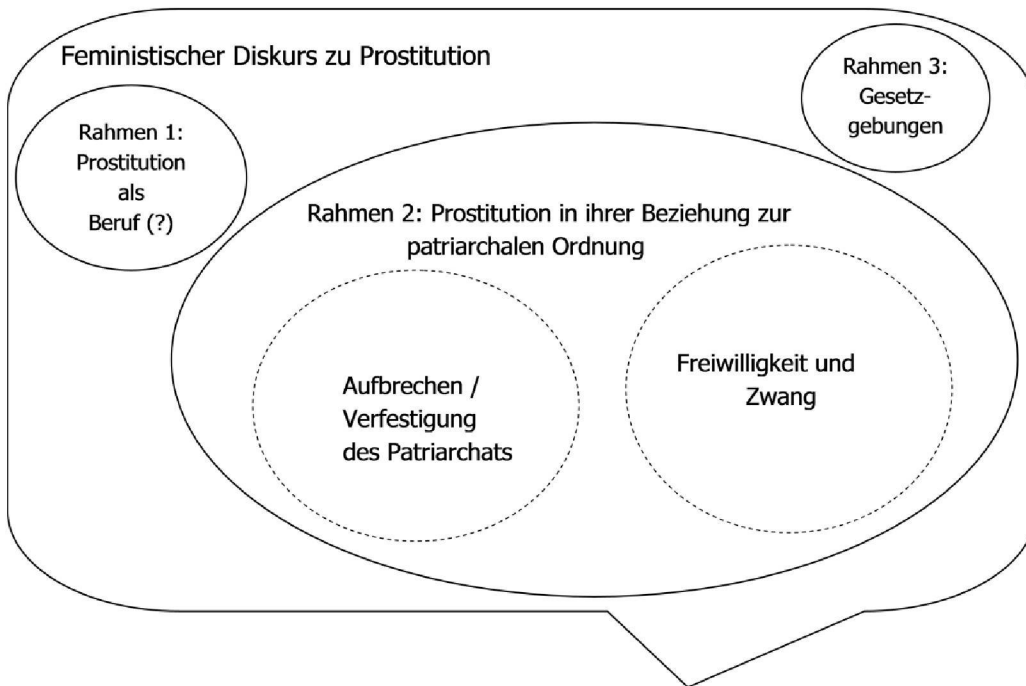 Feministischer Diskurs zu Prostitution
Rahmen 1:
Prostitution
als
Beruf (?)
Rahmen 3:
Gesetz-
gebungen
Rahmen 2: Prostitution in ihrer Beziehung zur
patriarchalen Ordnung
Aufbrechen /
Verfestigung
des Patriarchats
Freiwilligkeit und
Zwang